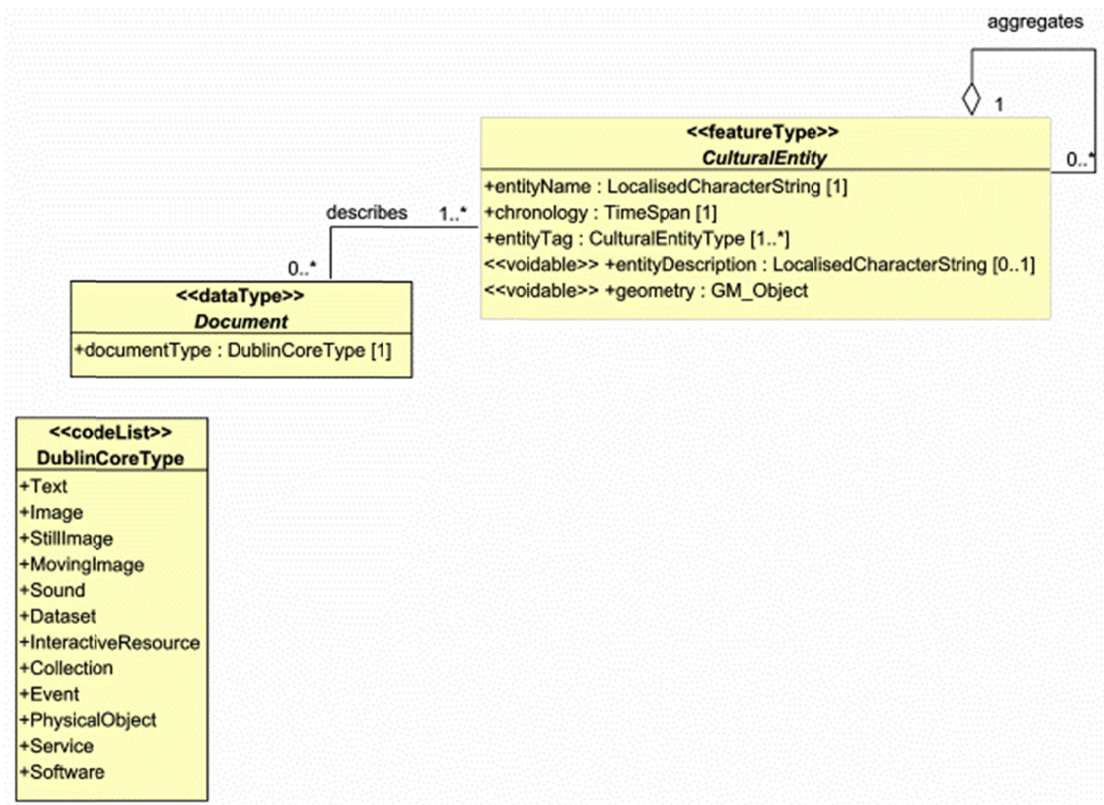 aggregates
1
<<featureType>>
CulturalEntity
0..*
+entityName : LocalisedCharacterString [1]
+chronology : TimeSpan [1]
+entityTag : CulturalEntityType [1..*]
<<voidable>> +entityDescription : LocalisedCharacterString [0..1]
<<voidable>> +geometry : GM_Object
describes
1..*
0..*
<<dataType>>
Document
+documentType : DublinCoreType [1]
<<codeList>>
DublinCoreType
+Text
+Image
+StillImage
+MovingImage
+Sound
+Dataset
+InteractiveResource
+Collection
+Event
+PhysicalObject
+Service
+Software